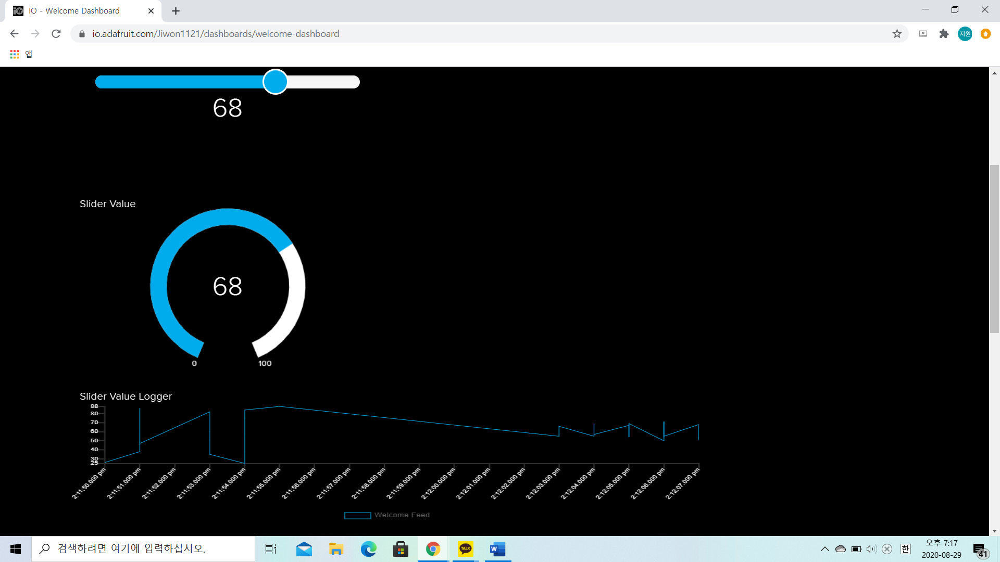 IO - Welcome Dashboard
io.adafruit.com/Jiwon1121/dashboards/welcome-dashboard
지원
앱
68
Slider Value
68
0
100
Slider Value Logger
88
80
70
60
50
40
30
25
2:11:50.000 pm
2:11:51.000 pm
2:11:52.000 pm
2:11:53.000 pm
2:11:54.000 pm
2:11:55.000 pm
2:11:56.000 pm
2:11:57.000 pm
2:11:58.000 pm
2:11:59.000 pm
2:12:00.000 pm
2:12:01.000 pm
2:12:02.000 pm
2:12:03.000 pm
2:12:04.000 pm
2:12:05.000 pm
2:12:06.000 pm
2:12:07.000 pm
Welcome Feed
검색하려면 여기에 입력하십시오.
TALK
W
한
오후 7:17
2020-08-29
41